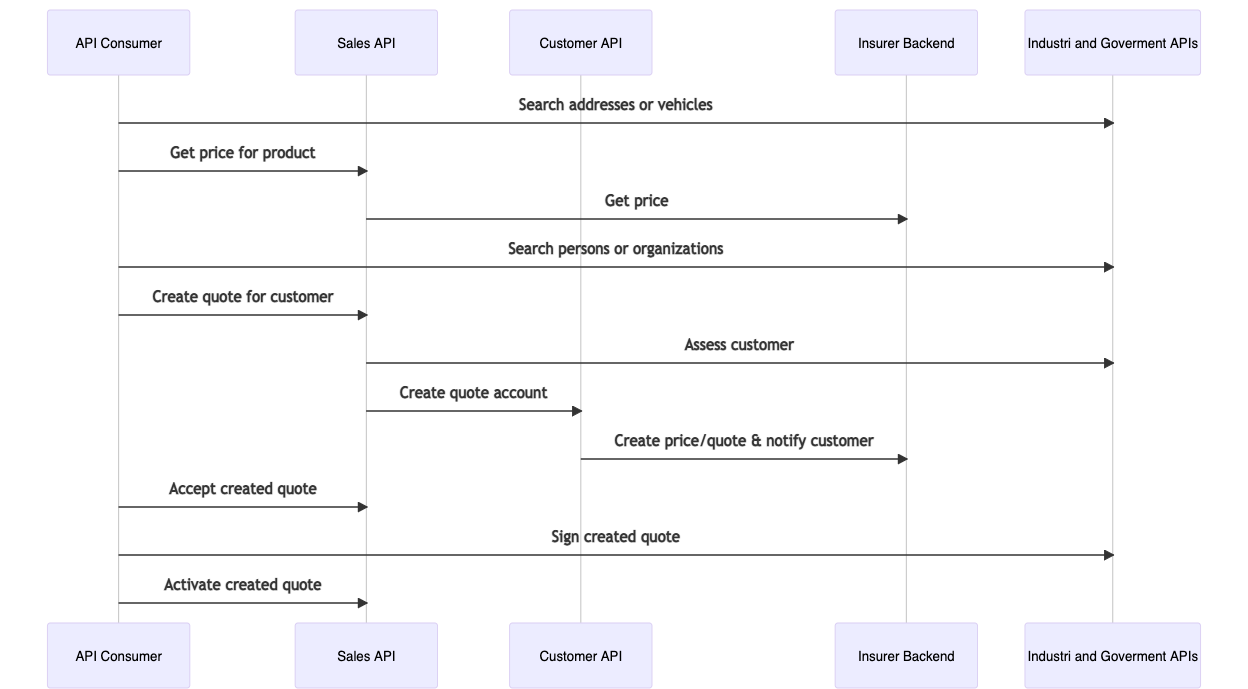 API Consumer
Sales API
Customer API
Insurer Backend
Industri and Goverment APIs
Search addresses or vehicles
Get price for product
Get price
Search persons or organizations
Create quote for customer
Assess customer
Create quote account
Create price/quote & notify customer
Accept created quote
Sign created quote
Activate created quote
API Consumer
Sales API
Customer API
Insurer Backend
Industri and Goverment APIs